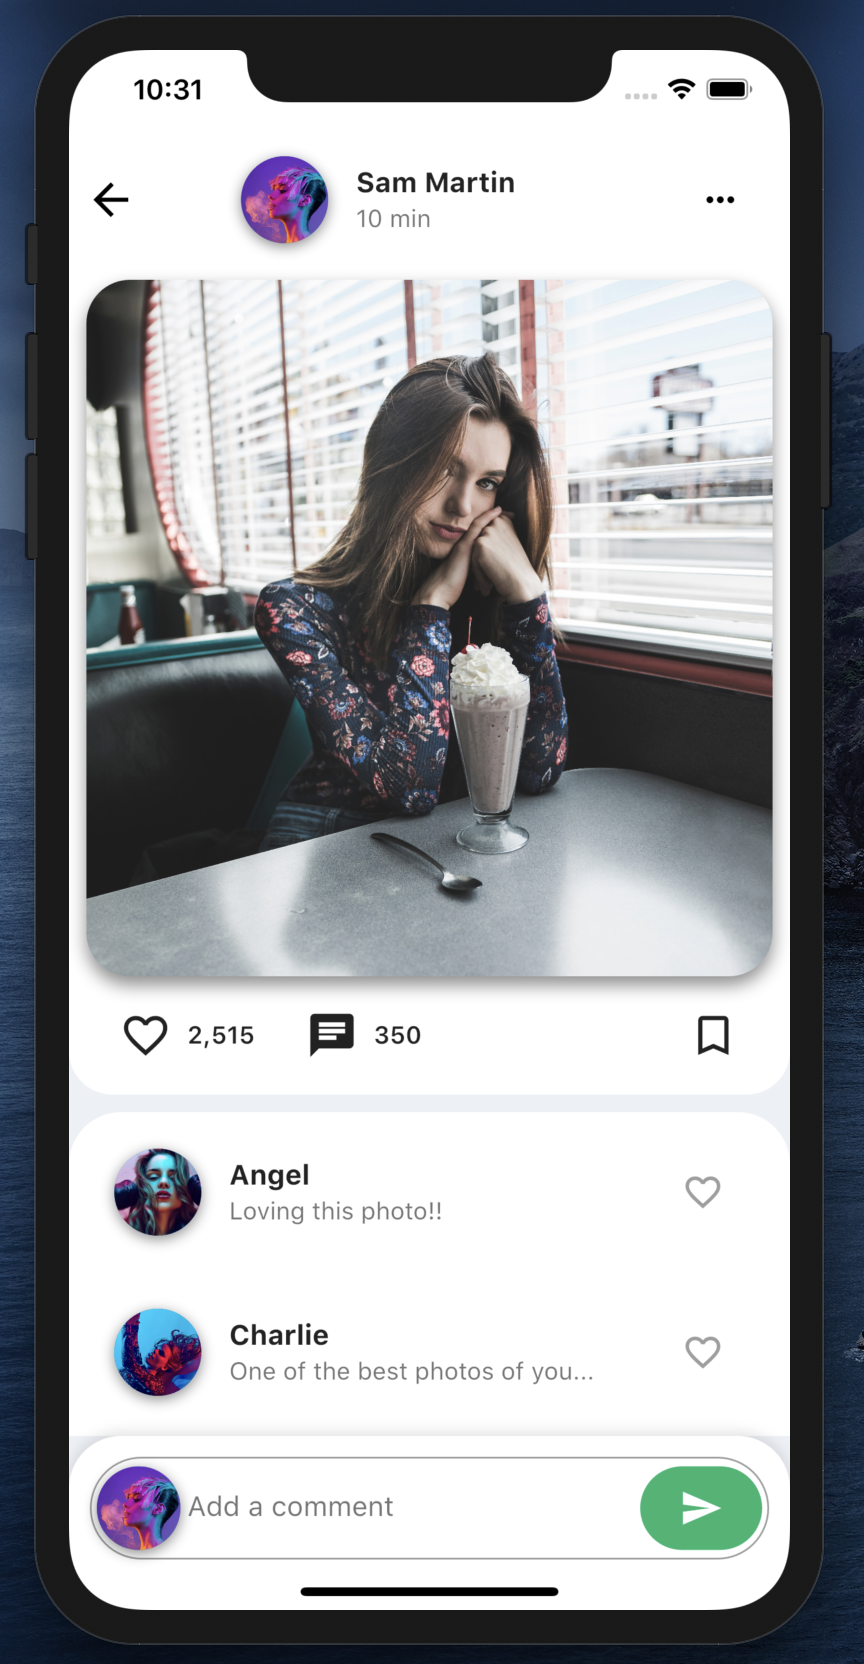 10:31
Sam Martin
10 min
2,515
350
Angel
Loving this photo!!
Charlie
One of the best photos of you...
Add a comment